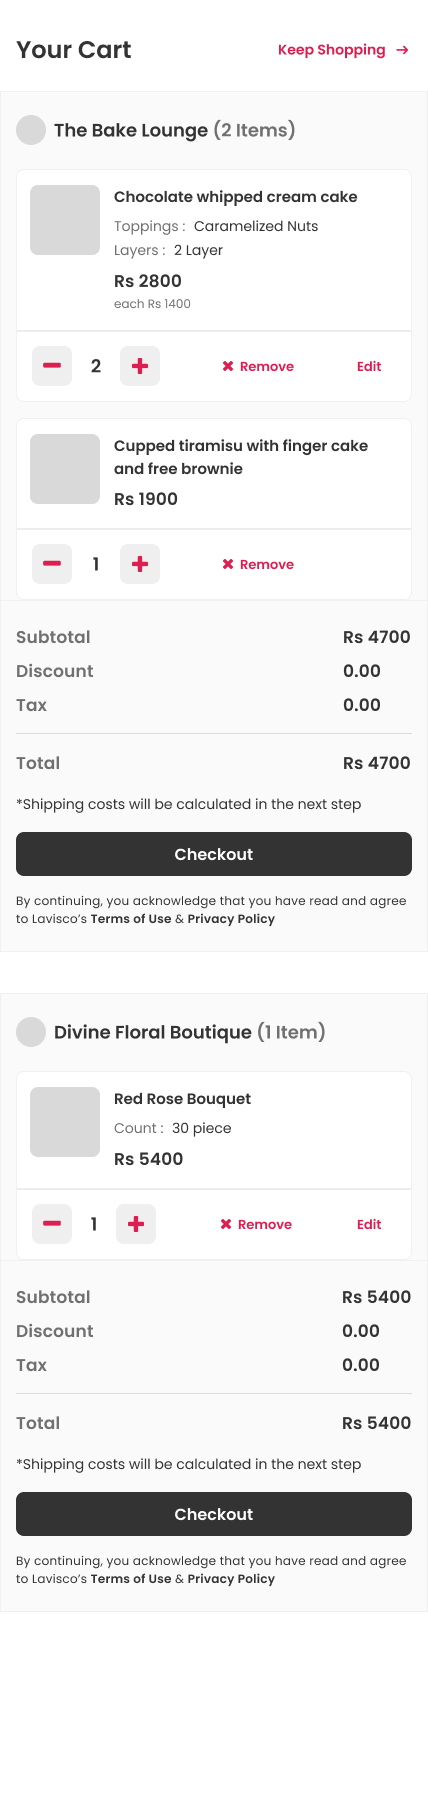 Your Cart
Keep Shopping →
The Bake Lounge (2 Items)
Chocolate whipped cream cake
Toppings : Caramelized Nuts
Layers : 2 Layer
Rs 2800
each Rs 1400
2
Remove
Edit
Cupped tiramisu with finger cake
and free brownie
Rs 1900
1
Remove
Subtotal Rs 4700
Discount 0.00
Tax 0.00
Total Rs 4700
*Shipping costs will be calculated in the next step
Checkout
By continuing, you acknowledge that you have read and agree
to Lavisco’s Terms of Use & Privacy Policy
Divine Floral Boutique (1 Item)
Red Rose Bouquet
Count : 30 piece
Rs 5400
1
Remove
Edit
Subtotal Rs 5400
Discount 0.00
Tax 0.00
Total Rs 5400
*Shipping costs will be calculated in the next step
Checkout
By continuing, you acknowledge that you have read and agree
to Lavisco’s Terms of Use & Privacy Policy